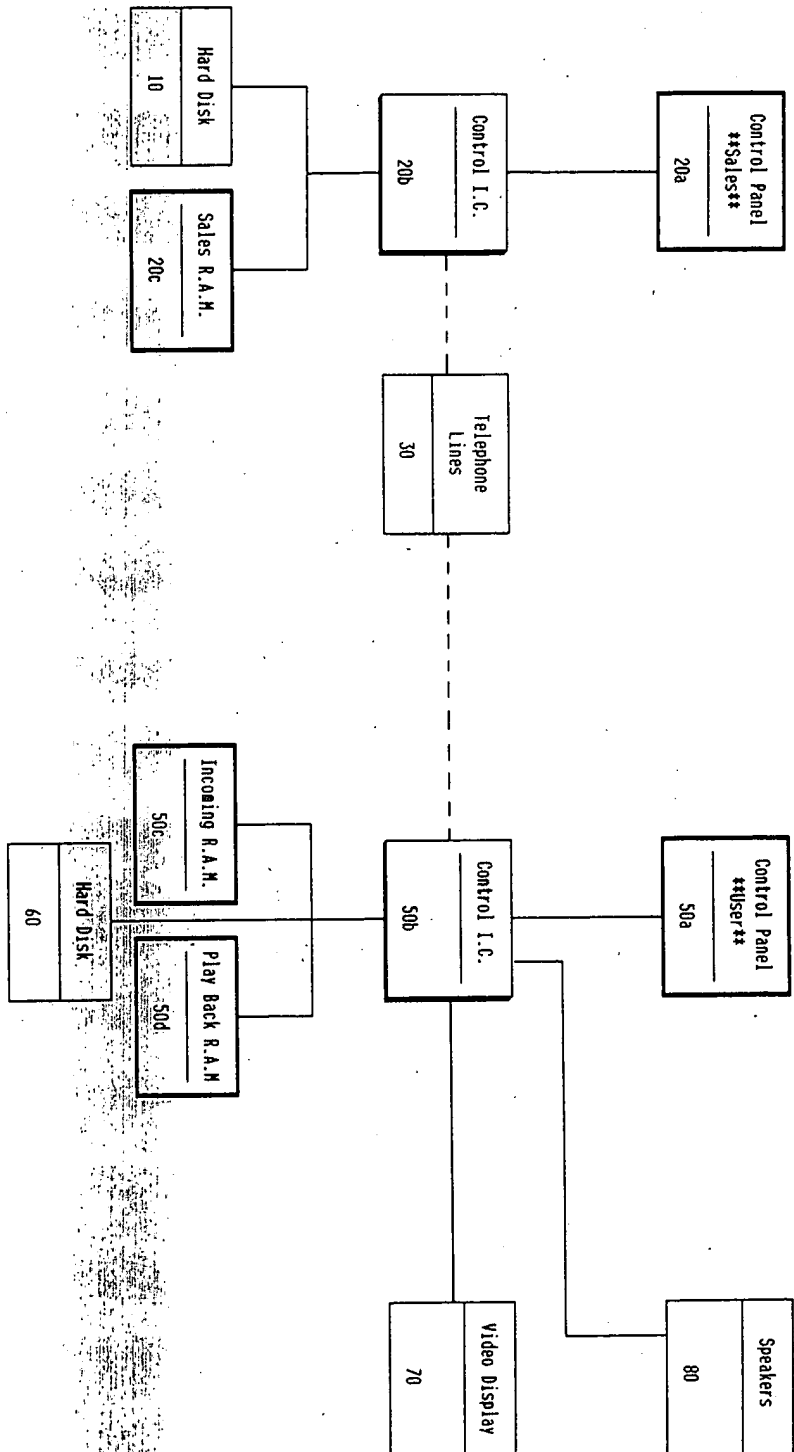 Control Panel
**Sales**
20a
Control Panel
**User**
50a
Speakers
80
Control I.C.
20b
Telephone
Lines
30
Control I.C.
50b
Video Display
70
Hard Disk
10
Sales R.A.M.
20c
Incoming R.A.M.
50c
Play Back R.A.M
50d
Hard Disk
60